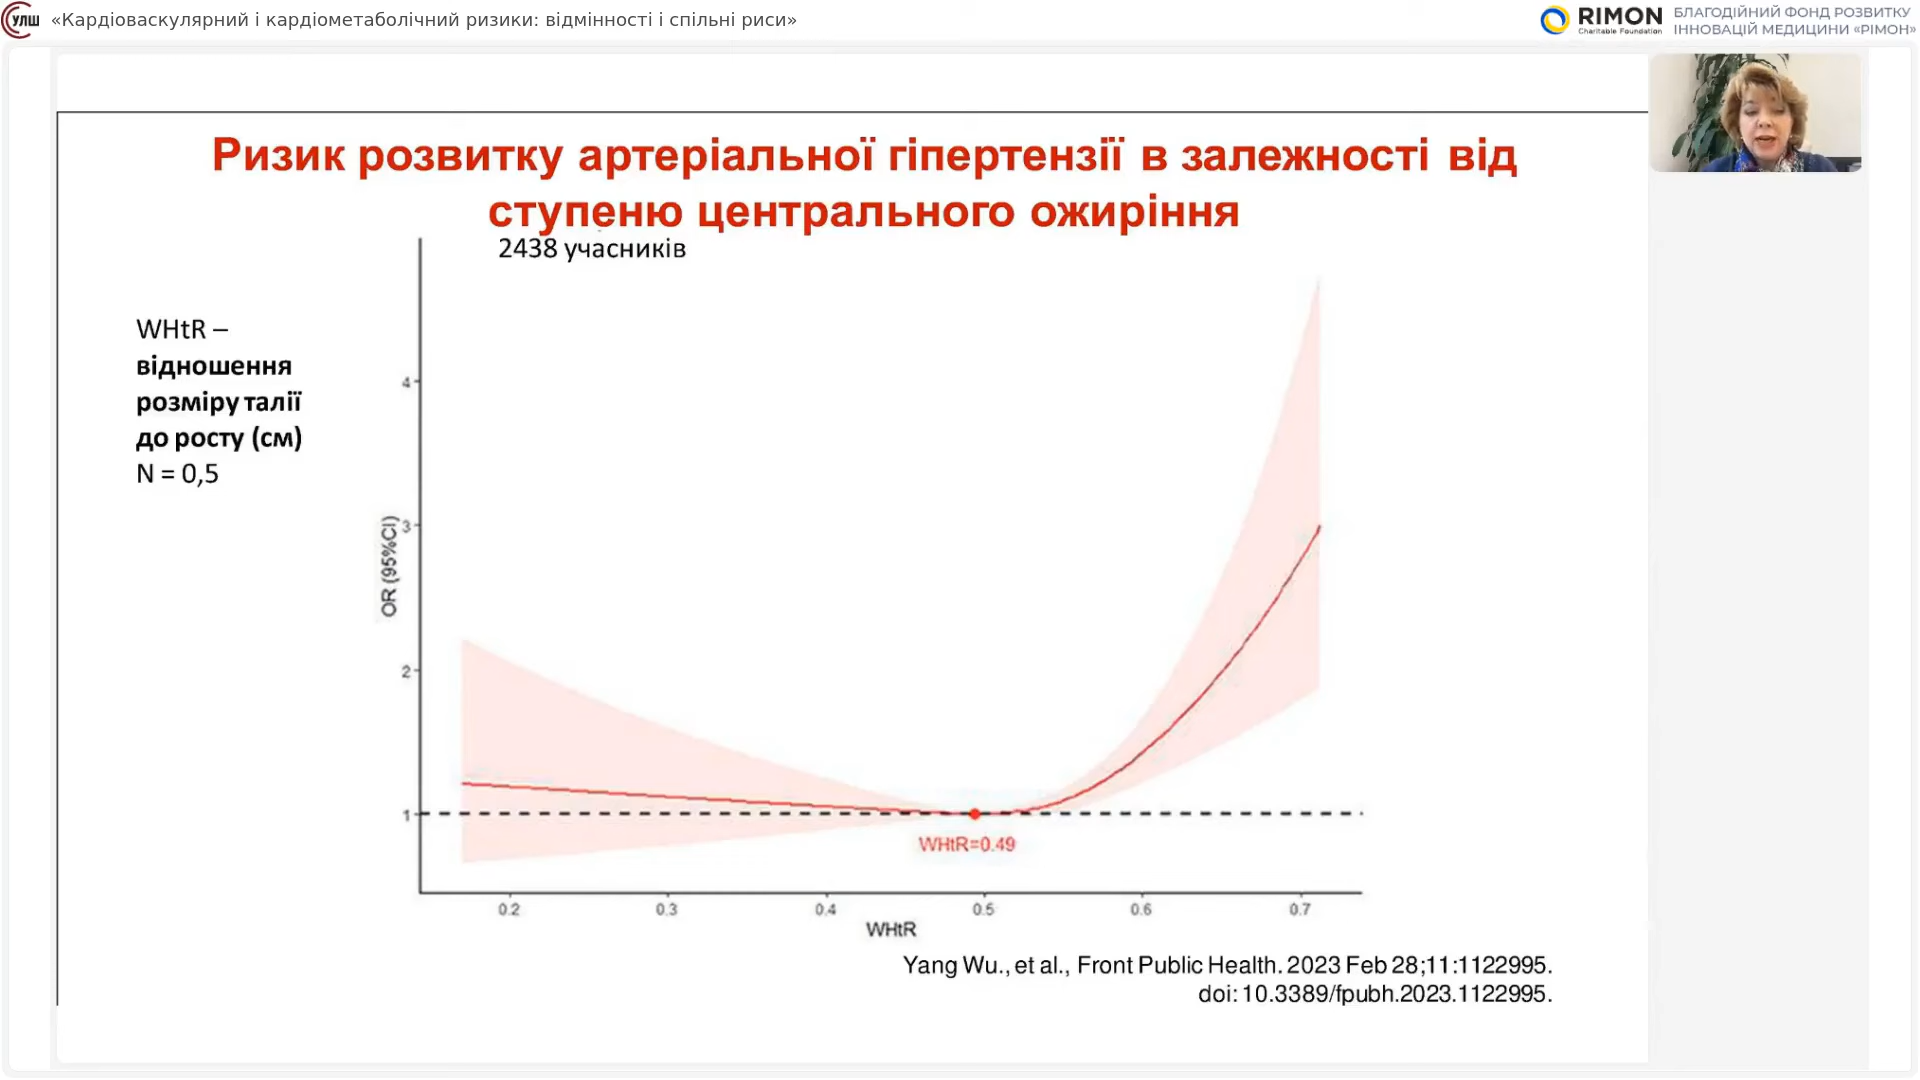 УЛШ
«Кардіоваскулярний і кардіометаболічний ризики: відмінності і спільні риси»
RIMON
Charitable Foundation
БЛАГОДІЙНИЙ ФОНД РОЗВИТКУ
ІННОВАЦІЙ МЕДИЦИНИ «РІМОН»
Ризик розвитку артеріальної гіпертензії в залежності від
ступеню центрального ожиріння
2438 учасників
WHtR –
відношення
розміру талії
до росту (см)
N = 0,5
OR (95%CI)
4
3
2
1
WHtR=0.49
0.2 0.3 0.4 0.5 0.6 0.7
WHtR
Yang Wu., et al., Front Public Health. 2023 Feb 28;11:1122995.
doi: 10.3389/fpubh.2023.1122995.